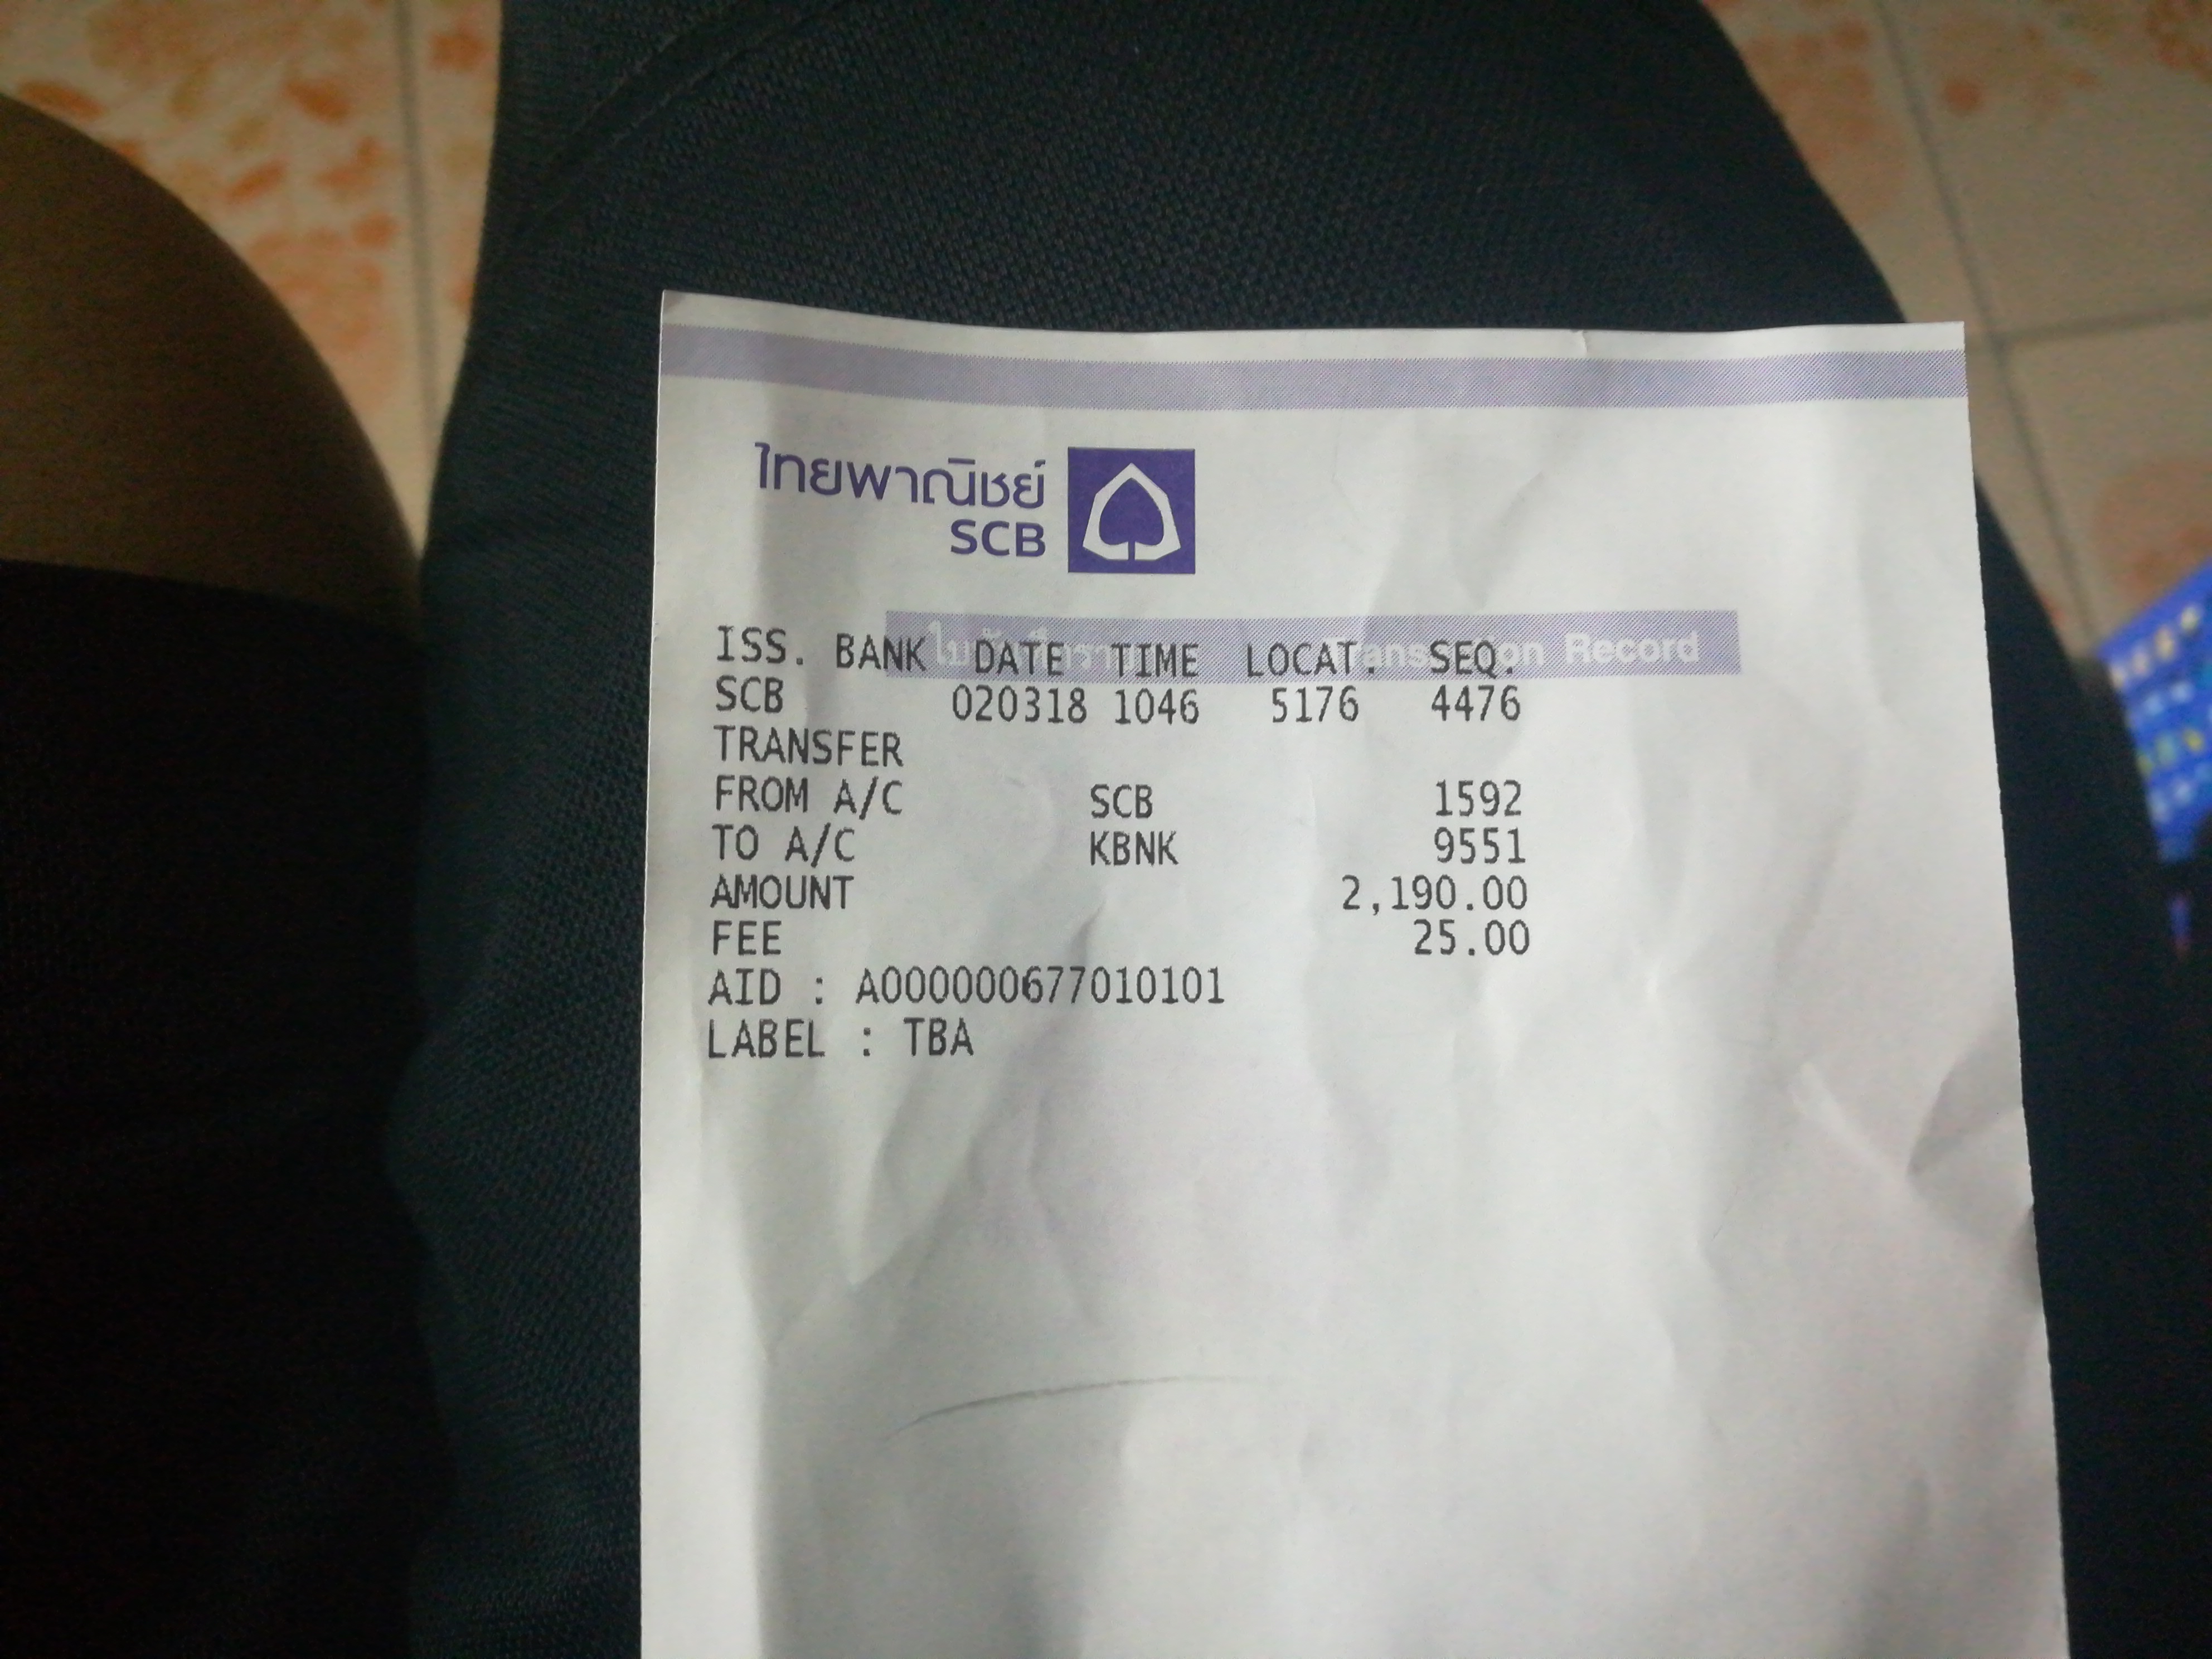 ไทยพาณิชย์
SCB
Record
ISS. BANK DATE TIME LOCAT. SEQ.
SCB 020318 1046 5176 4476
TRANSFER
FROM A/C SCB 1592
TO A/C KBNK 9551
AMOUNT 2,190.00
FEE 25.00
AID : A000000677010101
LABEL : TBA